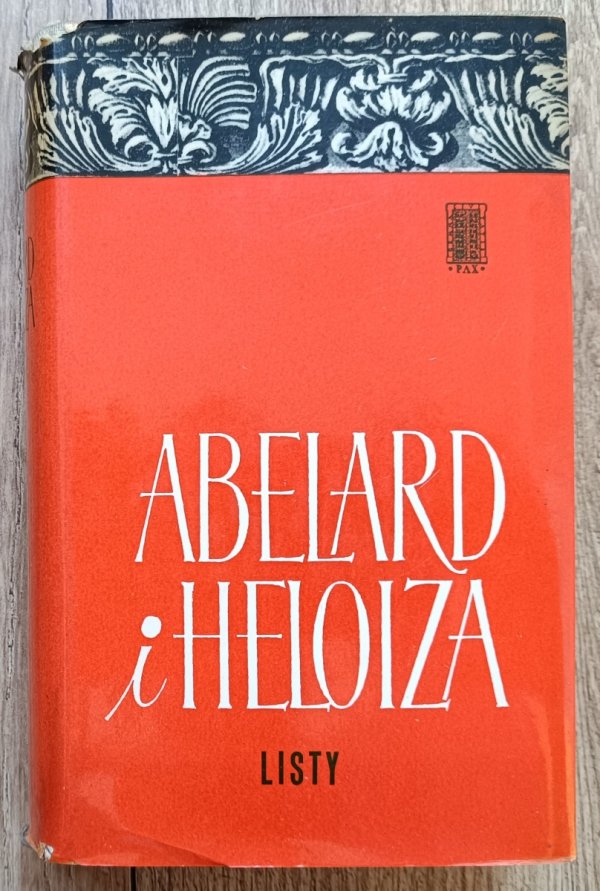 • PAX •
ABELARD
i HELOIZA
LISTY
D
A